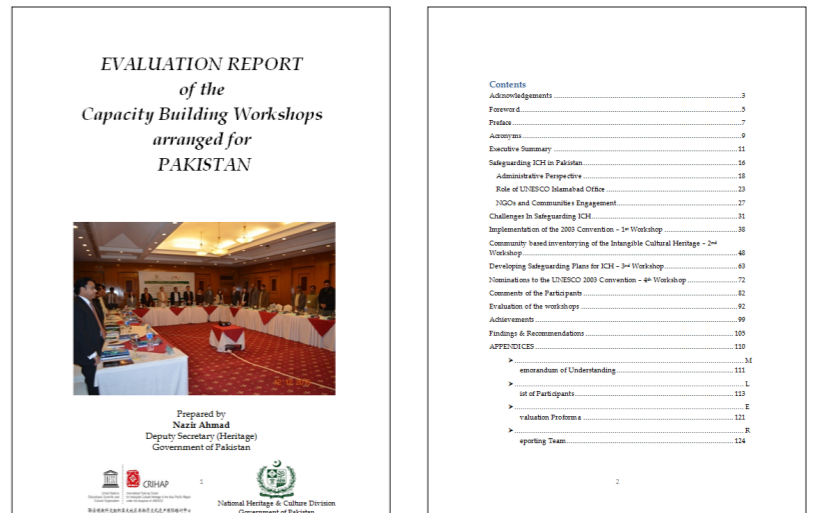 EVALUATION REPORT
of the
Capacity Building Workshops
arranged for
PAKISTAN
Prepared by
Nazir Ahmad
Deputy Secretary (Heritage)
Government of Pakistan
CRIHAP
1
National Heritage & Culture Division
Government of Pakistan
Contents
Acknowledgements ........ 3
Foreword ........ 5
Preface ........ 7
Acronyms ........ 9
Executive Summary ........ 11
Safeguarding ICH in Pakistan ........ 16
Administrative Perspective ........ 18
Role of UNESCO Islamabad Office ........ 23
NGOs and Communities Engagement ........ 27
Challenges In Safeguarding ICH ........ 31
Implementation of the 2003 Convention – 1st Workshop ........ 38
Community based inventorying of the Intangible Cultural Heritage – 2nd
Workshop ........ 48
Developing Safeguarding Plans for ICH – 3rd Workshop ........ 63
Nominations to the UNESCO 2003 Convention – 4th Workshop ........ 72
Comments of the Participants ........ 82
Evaluation of the workshops ........ 92
Achievements ........ 99
Findings & Recommendations ........ 105
APPENDICES ........ 110
➢ ........ M
emorandum of Understanding ........ 111
➢ ........ L
ist of Participants ........ 113
➢ ........ E
valuation Proforma ........ 121
➢ ........ R
eporting Team ........ 124
2